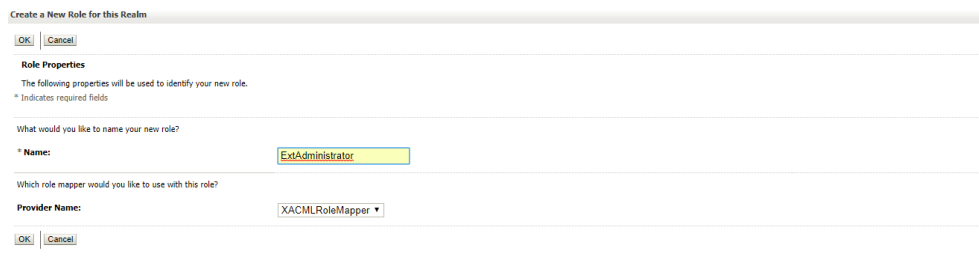 Create a New Role for this Realm
OK Cancel
Role Properties
The following properties will be used to identify your new role.
* Indicates required fields
What would you like to name your new role?
* Name: ExtAdministrator
Which role mapper would you like to use with this role?
Provider Name: XACMLRoleMapper
OK Cancel